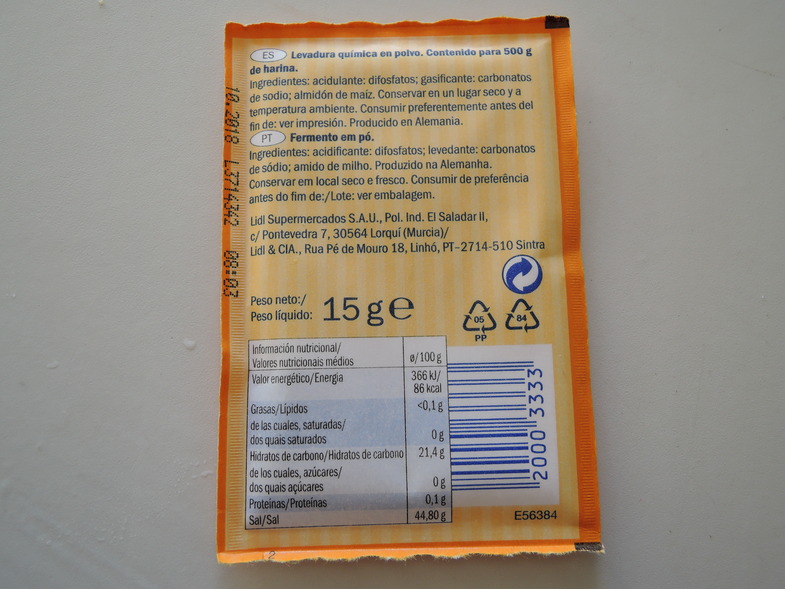 ES Levadura química en polvo. Contenido para 500 g
de harina.
Ingredientes: acidulante: difosfatos; gasificante: carbonatos
de sodio; almidón de maíz. Conservar en un lugar seco y a
temperatura ambiente. Consumir preferentemente antes del
fin de: ver impresión. Producido en Alemania.
PT Fermento em pó.
Ingredientes: acidificante: difosfatos; levedante: carbonatos
de sódio; amido de milho. Produzido na Alemanha.
Conservar em local seco e fresco. Consumir de preferência
antes do fim de:/Lote: ver embalagem.
Lidl Supermercados S.A.U., Pol. Ind. El Saladar II,
c/ Pontevedra 7, 30564 Lorquí (Murcia)/
Lidl & CIA., Rua Pé de Mouro 18, Linhó, PT-2714-510 Sintra
10.2018 L7714342 08:03
Peso neto:/
Peso líquido: 15 g e
05 84
PP
Información nutricional/
Valores nutricionais médios ø/100 g
Valor energético/Energia 366 kJ/
86 kcal
Grasas/Lípidos <0,1 g
de las cuales, saturadas/
dos quais saturados 0 g
Hidratos de carbono/Hidratos de carbono 21,4 g
de los cuales, azúcares/
dos quais açúcares 0 g
Proteínas/Proteínas 0,1 g
Sal/Sal 44,80 g
2000 3333
E56384